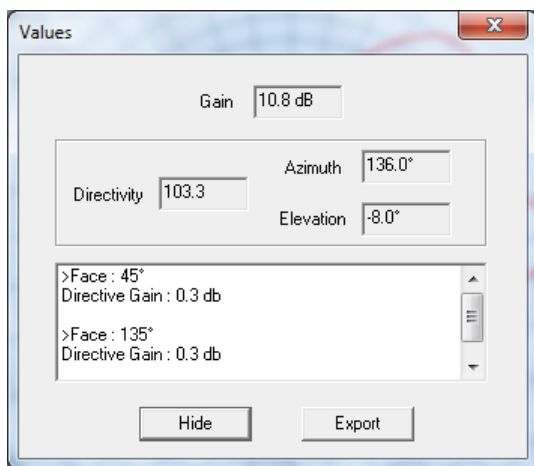 Values
Gain 10.8 dB
Azimuth 136.0°
Directivity 103.3
Elevation -8.0°
>Face : 45°
Directive Gain : 0.3 db
>Face : 135°
Directive Gain : 0.3 db
Hide Export